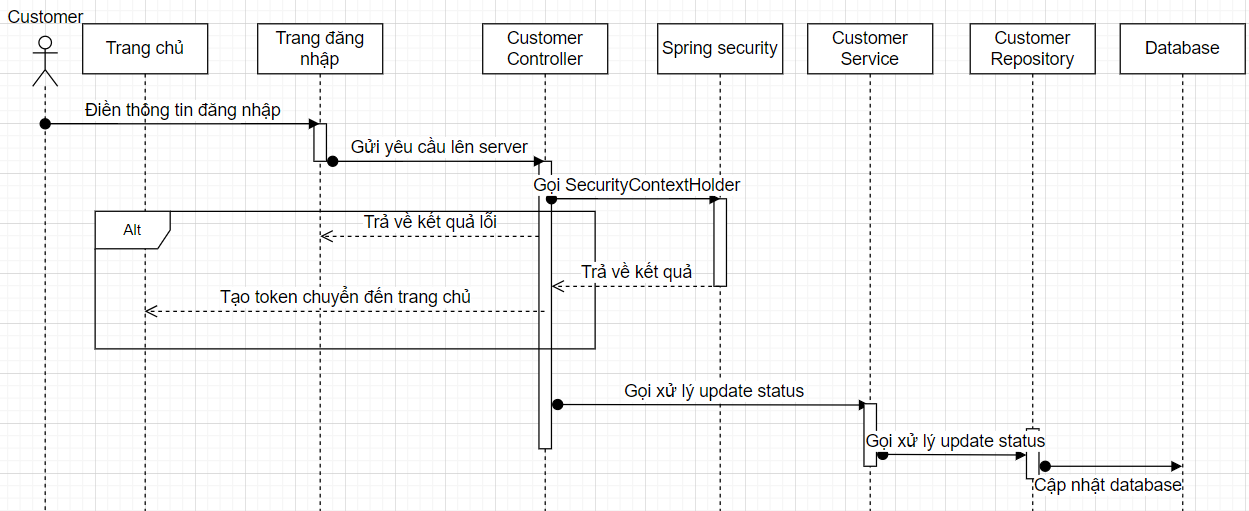 Customer
Trang chủ
Trang đăng
nhập
Customer
Controller
Spring security
Customer
Service
Customer
Repository
Database
Điền thông tin đăng nhập
Gửi yêu cầu lên server
Gọi SecurityContextHolder
Alt
Trả về kết quả lỗi
Trả về kết quả
Tạo token chuyển đến trang chủ
Gọi xử lý update status
Gọi xử lý update status
Cập nhật database